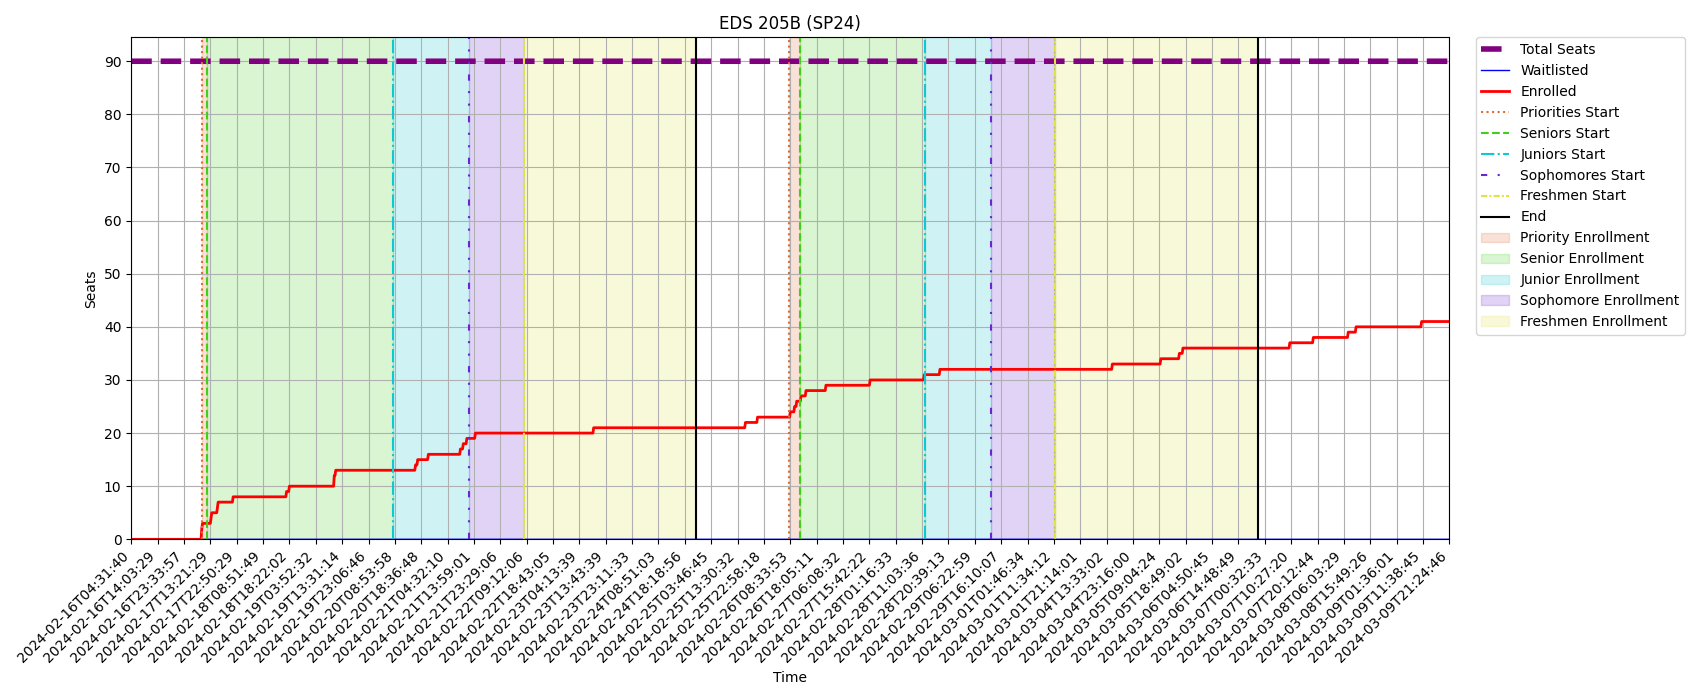 EDS 205B (SP24)
Seats
90
80
70
60
50
40
30
20
10
0
2024-02-16T04:31:40
2024-02-16T14:03:29
2024-02-16T23:33:57
2024-02-17T13:21:29
2024-02-17T22:50:29
2024-02-18T08:51:49
2024-02-18T18:22:02
2024-02-19T03:52:32
2024-02-19T13:31:14
2024-02-19T23:06:46
2024-02-20T08:53:58
2024-02-20T18:36:48
2024-02-21T04:32:10
2024-02-21T13:59:01
2024-02-21T23:29:06
2024-02-22T09:12:06
2024-02-22T18:43:05
2024-02-23T04:13:39
2024-02-23T13:43:39
2024-02-23T23:11:33
2024-02-24T08:51:03
2024-02-24T18:18:56
2024-02-25T03:46:45
2024-02-25T13:30:32
2024-02-25T22:58:18
2024-02-26T08:33:53
2024-02-26T18:05:11
2024-02-27T06:08:32
2024-02-27T15:42:22
2024-02-28T01:16:33
2024-02-28T11:03:36
2024-02-28T20:39:13
2024-02-29T06:22:59
2024-02-29T16:10:07
2024-03-01T01:46:34
2024-03-01T11:34:12
2024-03-01T21:14:01
2024-03-04T13:33:02
2024-03-04T23:16:00
2024-03-05T09:04:24
2024-03-05T18:49:02
2024-03-06T04:50:45
2024-03-06T14:48:49
2024-03-07T00:32:33
2024-03-07T10:27:20
2024-03-07T20:12:44
2024-03-08T06:03:29
2024-03-08T15:49:26
2024-03-09T01:36:01
2024-03-09T11:38:45
2024-03-09T21:24:46
Time
Total Seats
Waitlisted
Enrolled
Priorities Start
Seniors Start
Juniors Start
Sophomores Start
Freshmen Start
End
Priority Enrollment
Senior Enrollment
Junior Enrollment
Sophomore Enrollment
Freshmen Enrollment